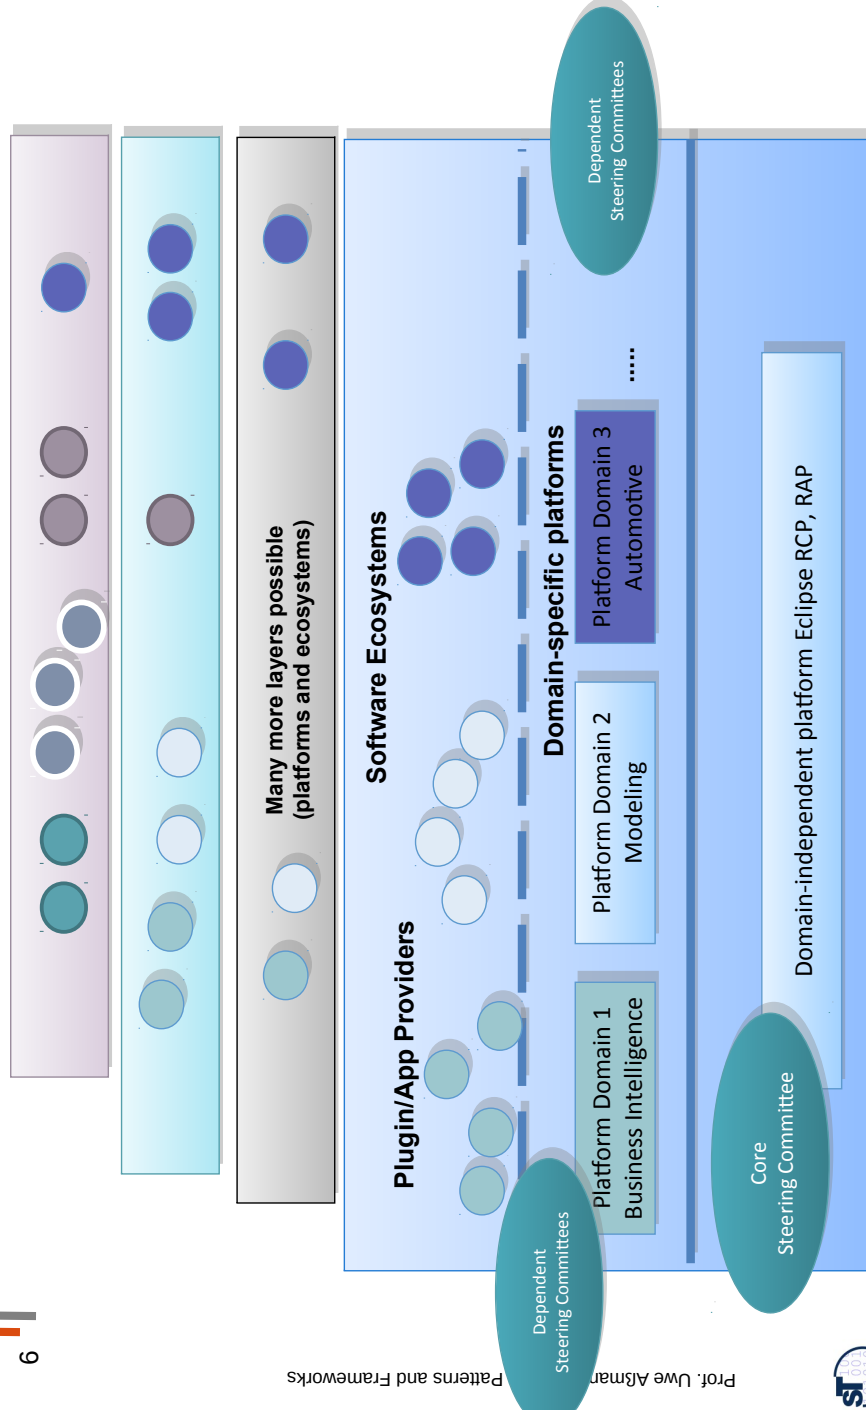 Many more layers possible
(platforms and ecosystems)
Software Ecosystems
Plugin/App Providers
Domain-specific platforms
Dependent
Steering Committees
Platform Domain 1
Business Intelligence
Platform Domain 2
Modeling
Platform Domain 3
Automotive
.....
Dependent
Steering Committees
Domain-independent platform Eclipse RCP, RAP
Core
Steering Committee
Prof. Uwe Aßman
Patterns and Frameworks
9
ST